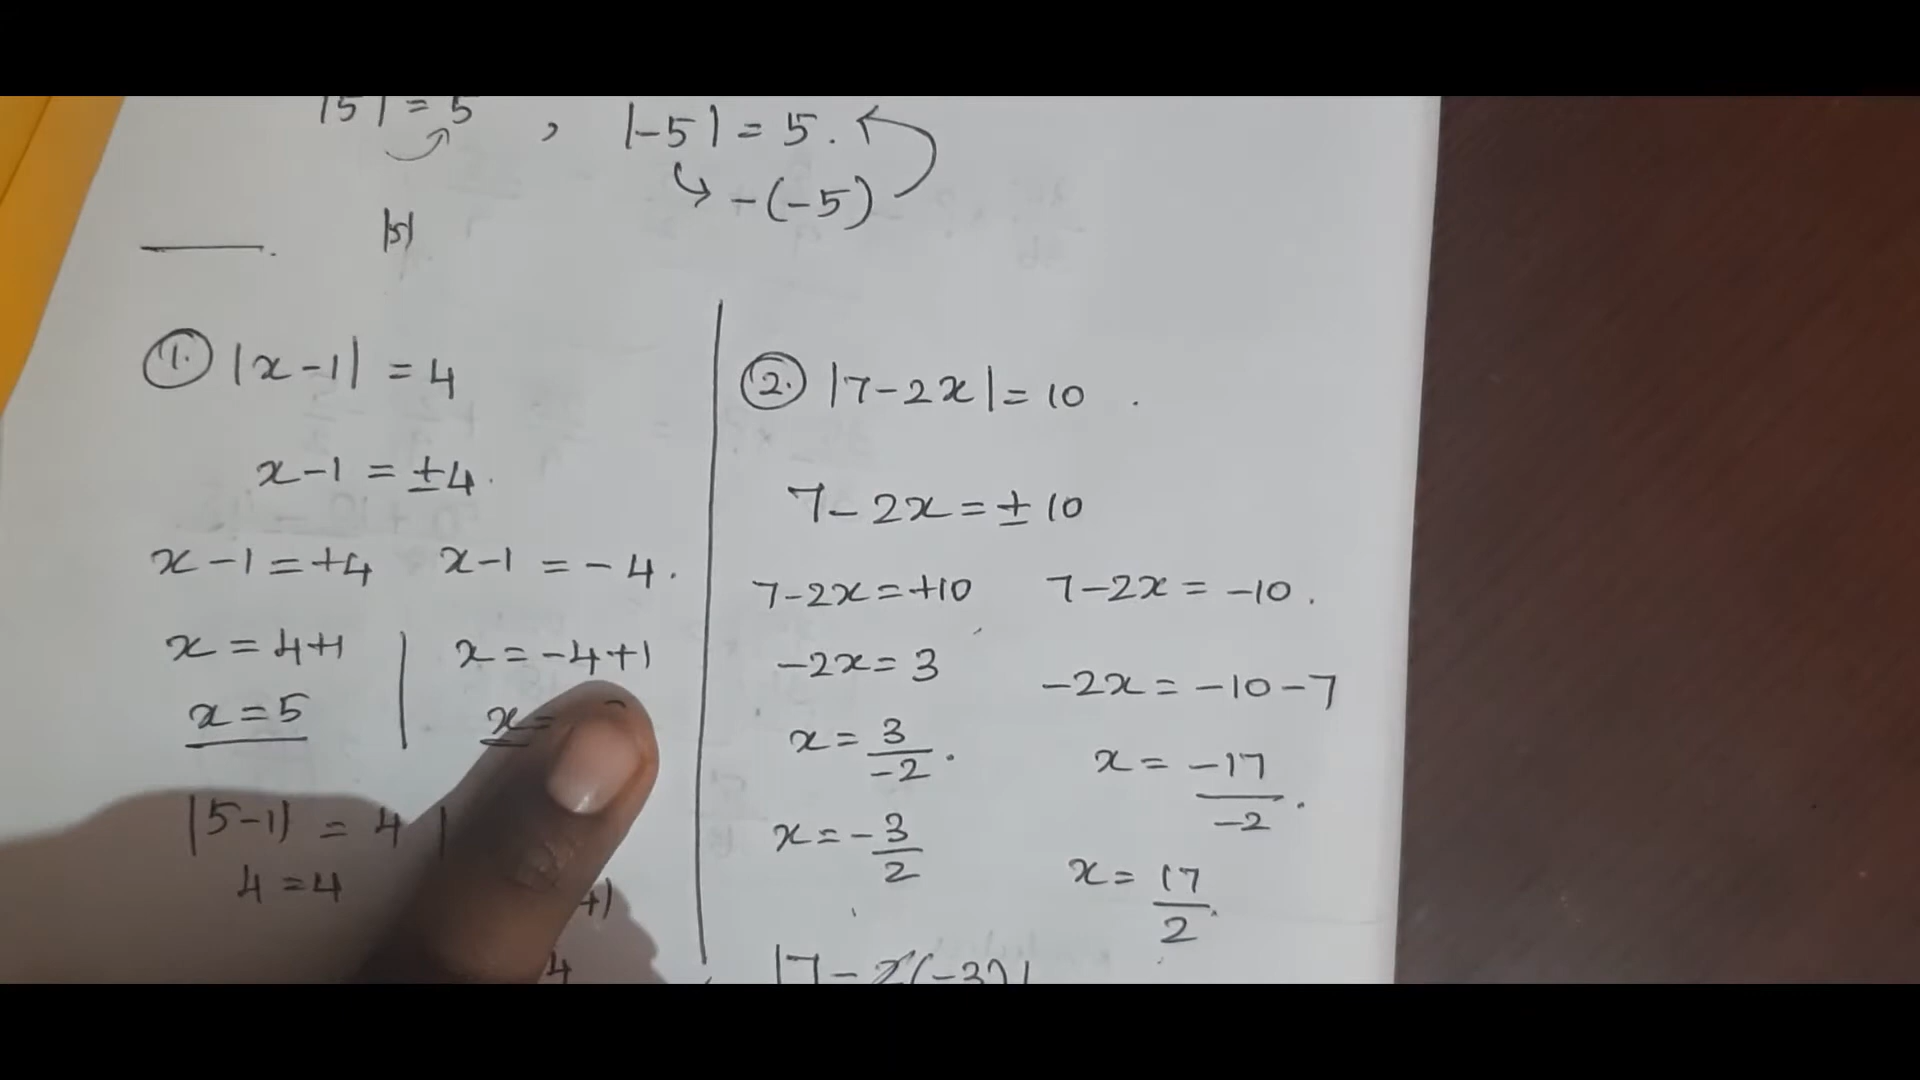 |5| = 5 , |-5| = 5.
-(-5)
|5|
1. |x-1| = 4
x-1 = ±4.
x-1 = +4 x-1 = -4.
x = 4+1 x = -4+1
x = 5 x =
|5-1| = 4
4 = 4
4
2. |7-2x| = 10 .
7-2x = ± 10
7-2x = +10 7-2x = -10.
-2x = 3 -2x = -10-7
x = 3/-2 . x = -17/-2 .
x = -3/2 x = 17/2.